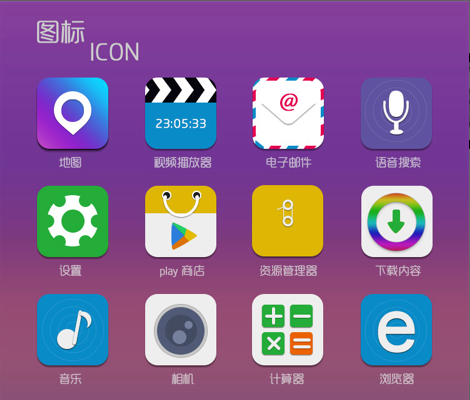 图标
ICON
23:05:33
@
地图
视频播放器
电子邮件
语音搜索
设置
play 商店
资源管理器
下载内容
e
音乐
相机
计算器
浏览器